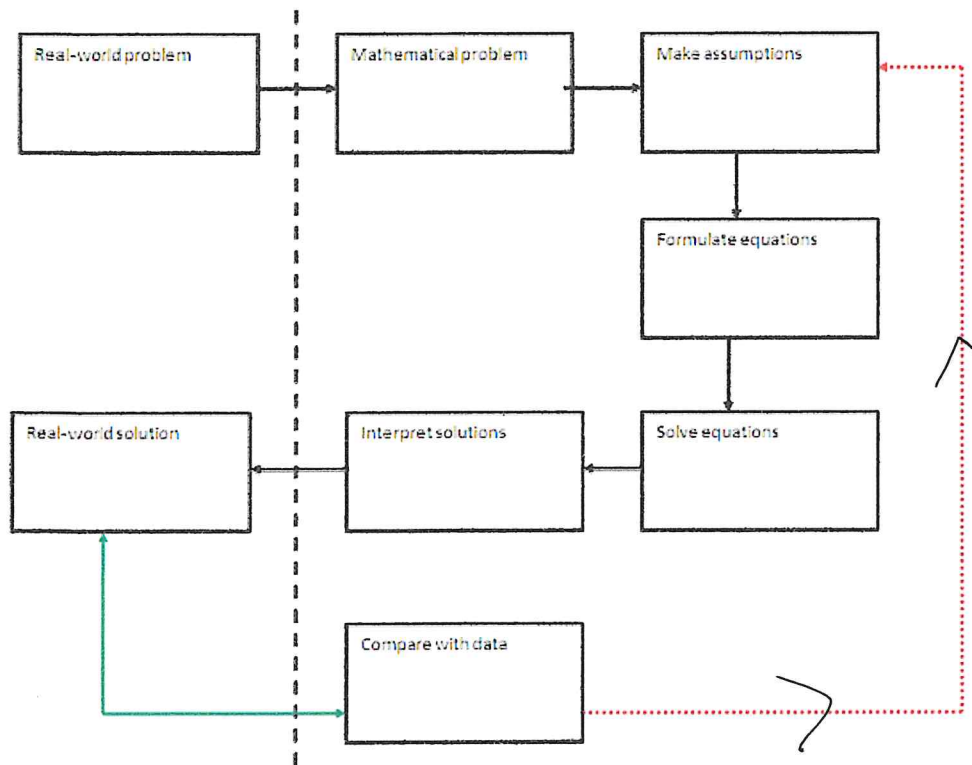 Real-world problem
Mathematical problem
Make assumptions
Formulate equations
Real-world solution
Interpret solutions
Solve equations
Compare with data